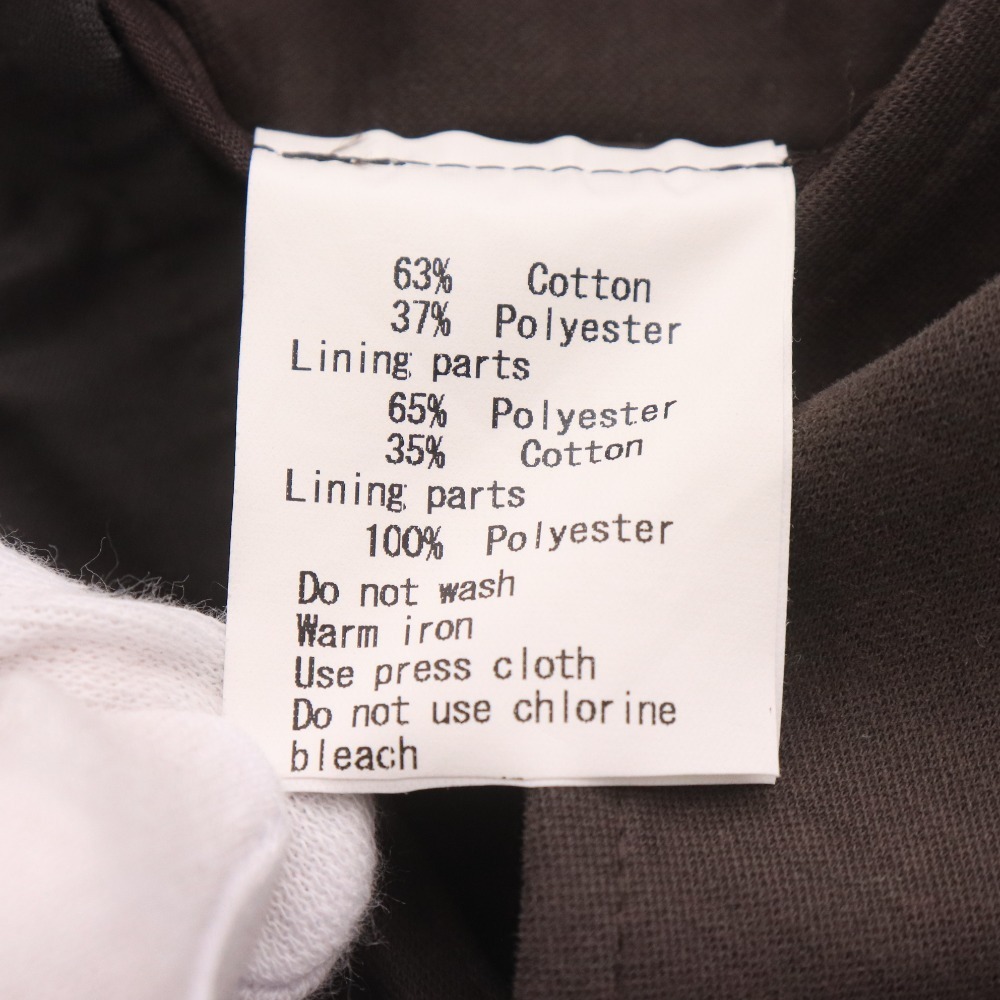 63% Cotton
37% Polyester
Lining parts
65% Polyester
35% Cotton
Lining parts
100% Polyester
Do not wash
Warm iron
Use press cloth
Do not use chlorine
bleach